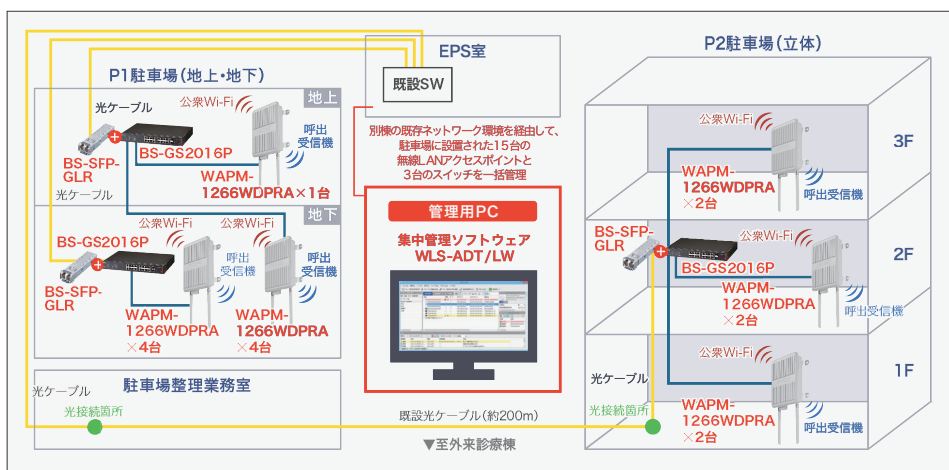 P1駐車場（地上・地下）
地上
光ケーブル
公衆Wi-Fi
呼出
受信機
BS-SFP-
GLR
BS-GS2016P
WAPM-
1266WDPRA×1台
光ケーブル
地下
公衆Wi-Fi
公衆Wi-Fi
BS-GS2016P
呼出
受信機
呼出
受信機
BS-SFP-
GLR
WAPM-
1266WDPRA
×4台
WAPM-
1266WDPRA
×4台
光ケーブル
駐車場整理業務室
光接続箇所
EPS室
既設SW
別棟の既存ネットワーク環境を経由して、
駐車場に設置された15台の
無線LANアクセスポイントと
3台のスイッチを一括管理
管理用PC
集中管理ソフトウェア
WLS-ADT/LW
既設光ケーブル（約200m）
▼至外来診療棟
P2駐車場（立体）
3F
公衆Wi-Fi
WAPM-
1266WDPRA
×2台
呼出受信機
2F
BS-SFP-
GLR
公衆Wi-Fi
BS-GS2016P
WAPM-
1266WDPRA
×2台
呼出受信機
1F
公衆Wi-Fi
光ケーブル
光接続箇所
WAPM-
1266WDPRA
×2台
呼出受信機